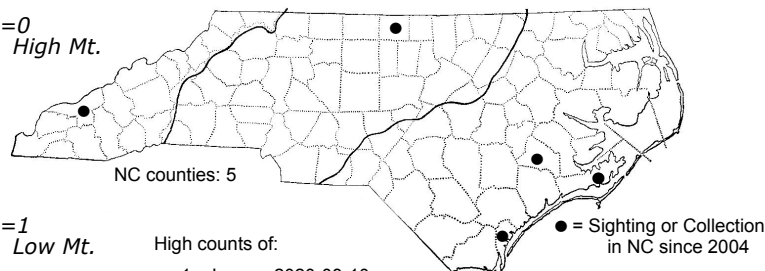 =0
High Mt.
NC counties: 5
● = Sighting or Collection
in NC since 2004
=1
Low Mt.
High counts of: